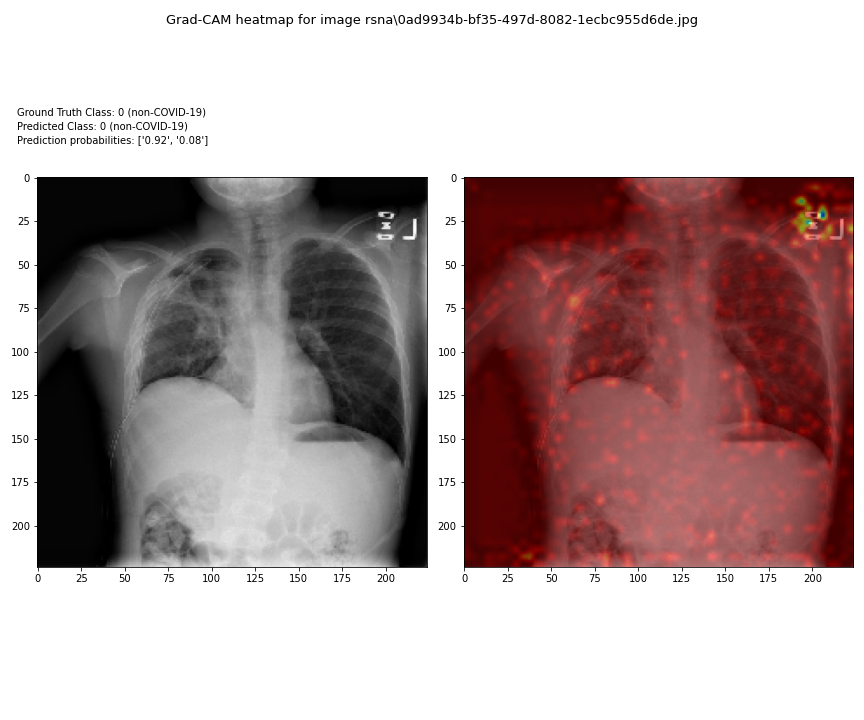 Grad-CAM heatmap for image rsna\0ad9934b-bf35-497d-8082-1ecbc955d6de.jpg
Ground Truth Class: 0 (non-COVID-19)
Predicted Class: 0 (non-COVID-19)
Prediction probabilities: ['0.92', '0.08']
0
25
50
75
100
125
150
175
200
0 25 50 75 100 125 150 175 200
L
0
25
50
75
100
125
150
175
200
0 25 50 75 100 125 150 175 200
L